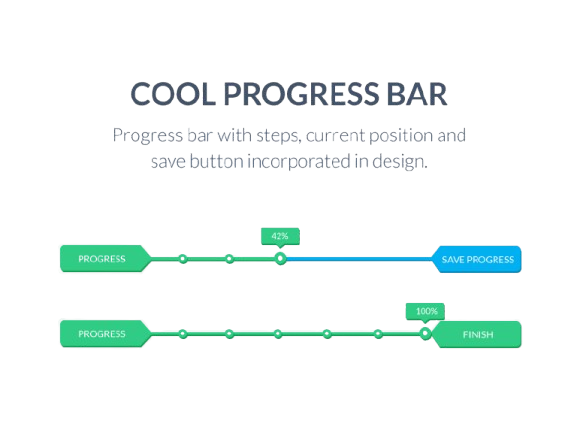 COOL PROGRESS BAR
Progress bar with steps, current position and
save button incorporated in design.
42%
PROGRESS
SAVE PROGRESS
100%
PROGRESS
FINISH